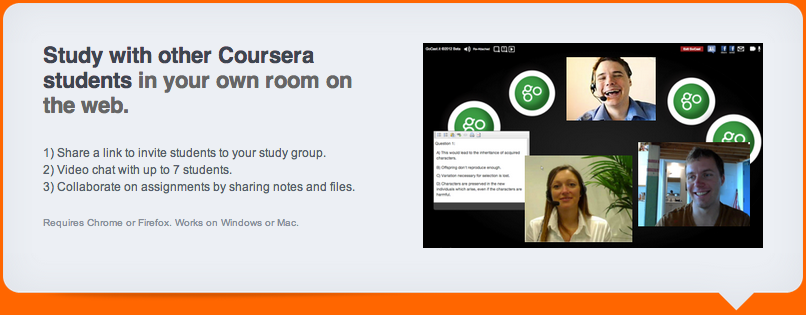 Study with other Coursera
students in your own room on
the web.
1) Share a link to invite students to your study group.
2) Video chat with up to 7 students.
3) Collaborate on assignments by sharing notes and files.
Requires Chrome or Firefox. Works on Windows or Mac.
GoCast it ©2012 Beta
Exit GoCast
go
go
go
go
Question 1:
A) This would lead to the inheritance of acquired
characters.
B) Offspring don't reproduce enough.
C) Variation necessary for selection is lost.
D) Characters are preserved in the new
individuals which arise, even if the characters are
harmful.